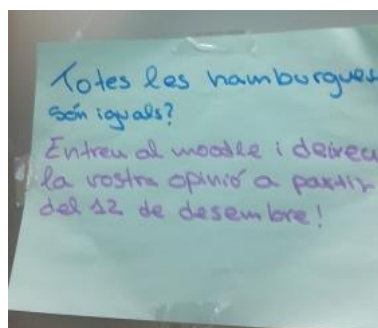 Totes les hamburgues
són iguals?
Entreu al moodle i deixeu
la vostra opinió a partir
del 12 de desembre!